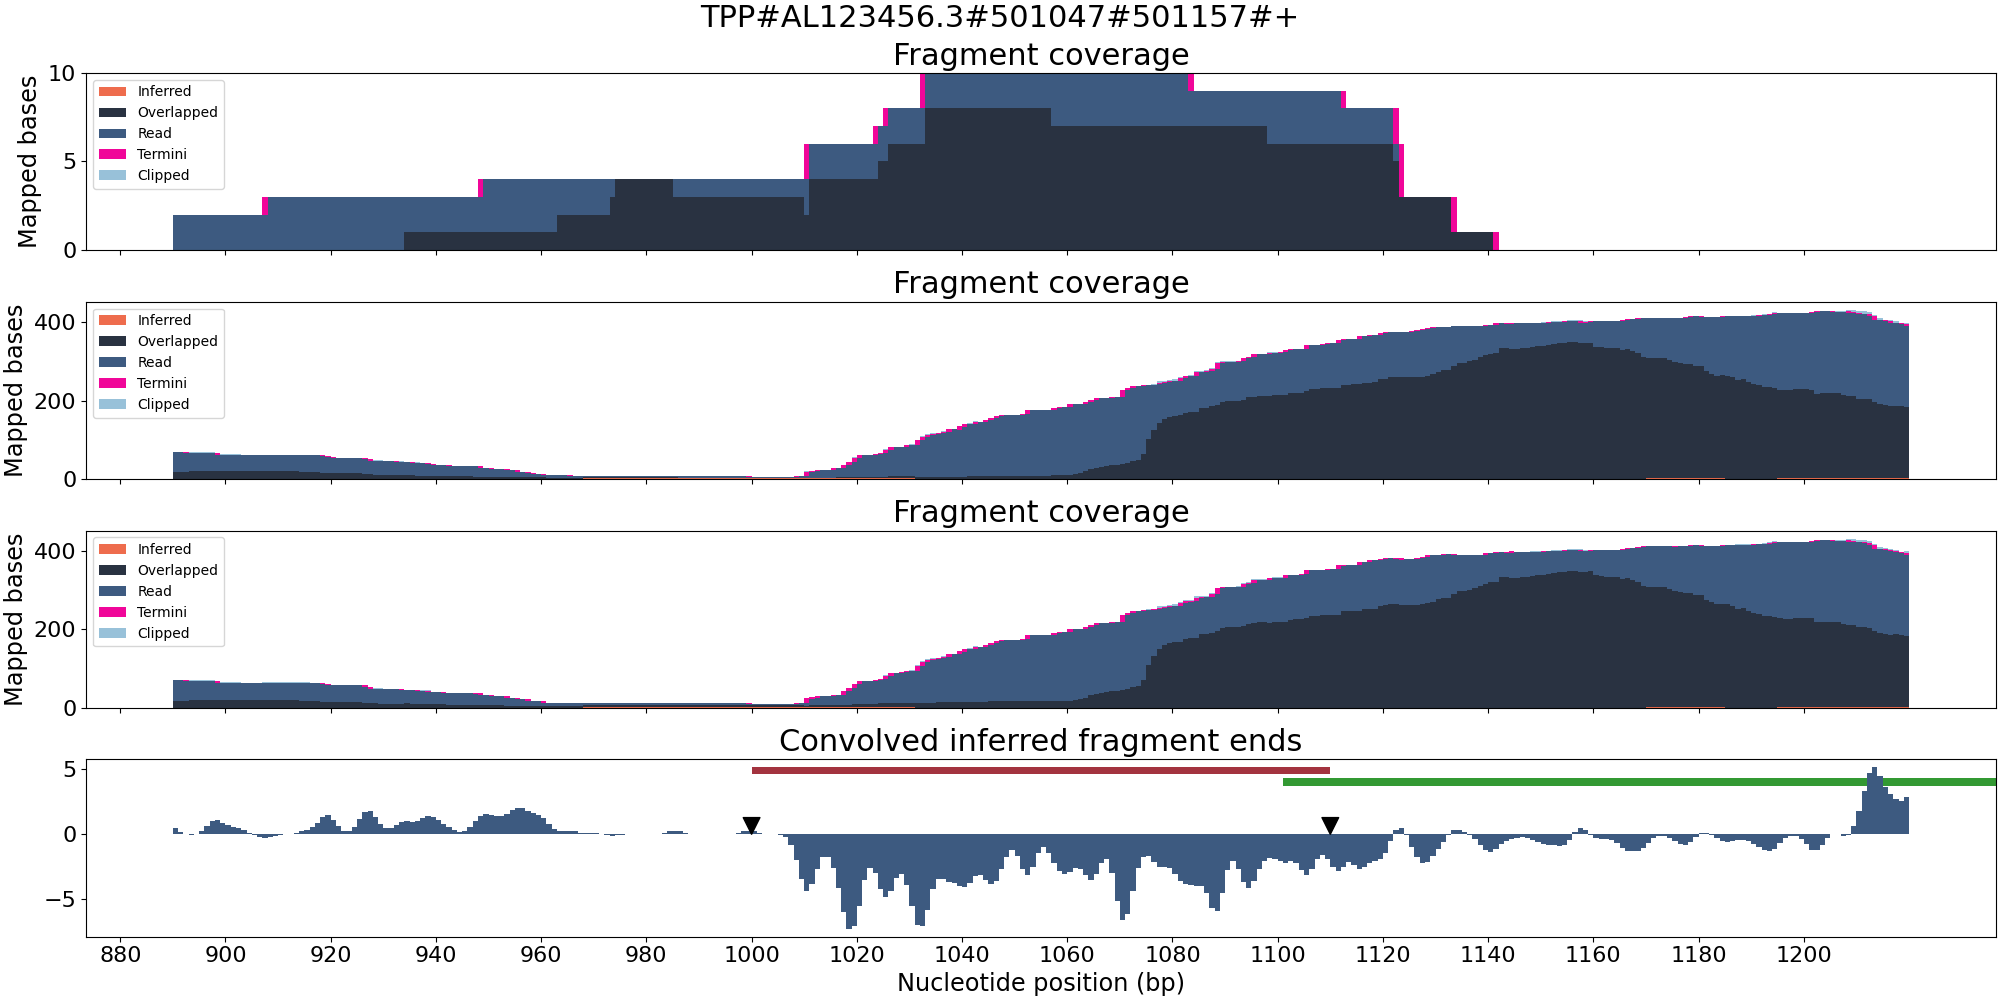 TPP#AL123456.3#501047#501157#+
Fragment coverage
Mapped bases
10
5
0
Inferred
Overlapped
Read
Termini
Clipped
Fragment coverage
Mapped bases
400
200
0
Inferred
Overlapped
Read
Termini
Clipped
Fragment coverage
Mapped bases
400
200
0
Inferred
Overlapped
Read
Termini
Clipped
Convolved inferred fragment ends
5
0
−5
880 900 920 940 960 980 1000 1020 1040 1060 1080 1100 1120 1140 1160 1180 1200
Nucleotide position (bp)